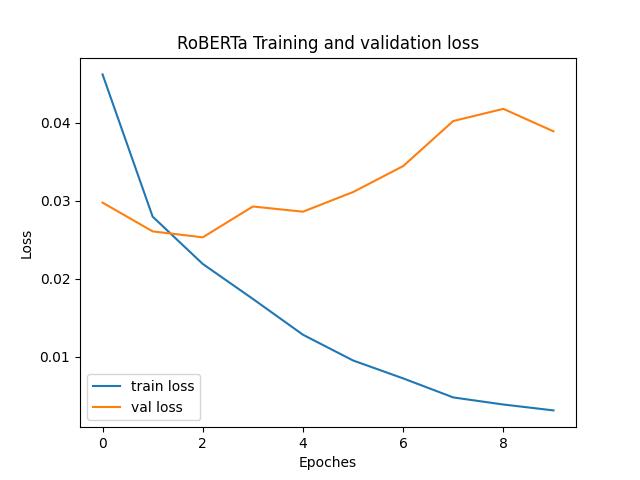 RoBERTa Training and validation loss
0.04
0.03
0.02
0.01
Loss
train loss
val loss
0 2 4 6 8
Epoches